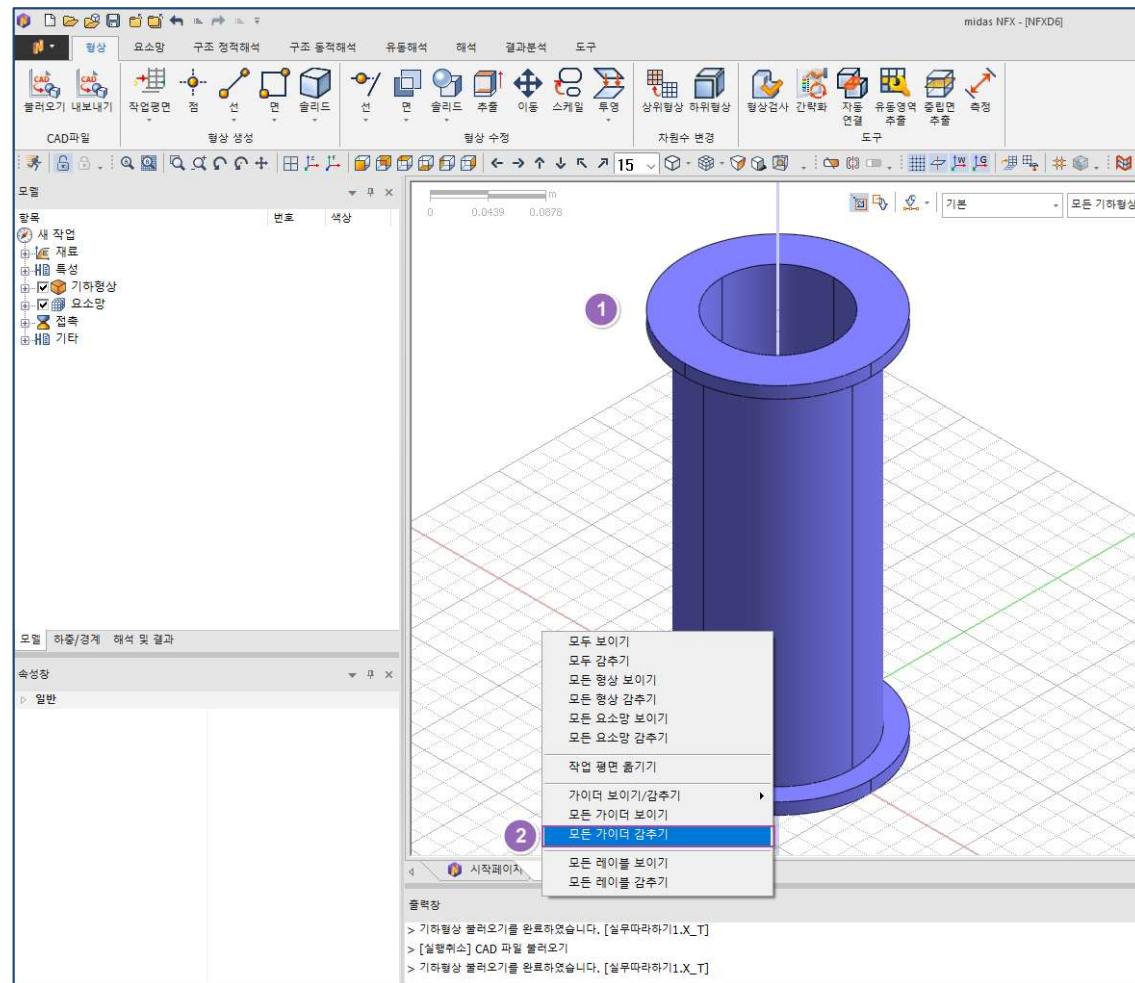 midas NFX - [NFXD6]
형상 요소망 구조 정적해석 구조 동적해석 유동해석 해석 결과분석 도구
CAD CAD
불러오기 내보내기 작업평면 점 선 면 솔리드 선 면 솔리드 추출 이동 스케일 투영 상위형상 하위형상 형상검사 간략화 자동 연결 유동영역 추출 중립면 추출 측정
CAD파일 형상 생성 형상 수정 차원수 변경 도구
15
모델
항목 번호 색상
새 작업
재료
특성
기하형상
요소망
접촉
기타
모델 하중/경계 해석 및 결과
속성창
일반
m
0 0.0439 0.0878
기본 모든 기하형상
1
모두 보이기
모두 감추기
모든 형상 보이기
모든 형상 감추기
모든 요소망 보이기
모든 요소망 감추기
작업 평면 옮기기
가이더 보이기/감추기
모든 가이더 보이기
2 모든 가이더 감추기
모든 레이블 보이기
모든 레이블 감추기
시작페이지
출력창
> 기하형상 불러오기를 완료하였습니다. [실무따라하기1.X_T]
> [실행취소] CAD 파일 불러오기
> 기하형상 불러오기를 완료하였습니다. [실무따라하기1.X_T]